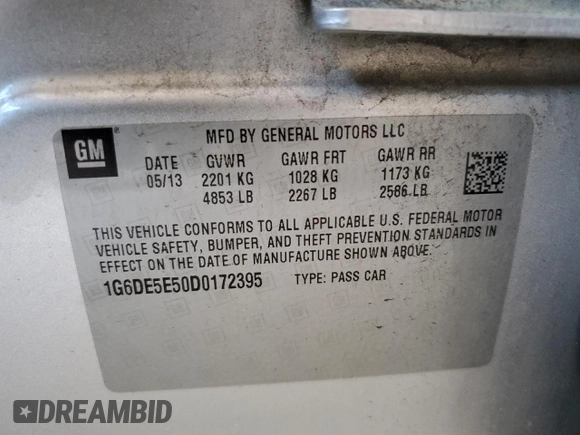 GM
MFD BY GENERAL MOTORS LLC
DATE GVWR GAWR FRT GAWR RR
05/13 2201 KG 1028 KG 1173 KG
4853 LB 2267 LB 2586 LB
THIS VEHICLE CONFORMS TO ALL APPLICABLE U.S. FEDERAL MOTOR
VEHICLE SAFETY, BUMPER, AND THEFT PREVENTION STANDARDS IN
EFFECT ON THE DATE OF MANUFACTURE SHOWN ABOVE.
1G6DE5E50D0172395 TYPE: PASS CAR
DREAMBID